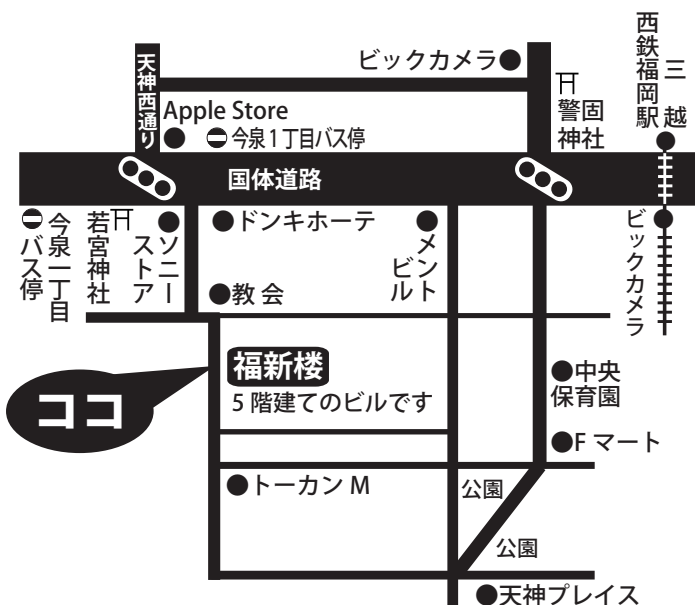 西鉄福岡駅
三越
ビックカメラ
天神西通り
警固
神社
Apple Store
今泉1丁目バス停
国体道路
今泉一丁目
バス停
若宮神社
ソニー
ストア
ドンキホーテ
メント
ビル
ビックカメラ
教会
福新楼
5階建てのビルです
中央
保育園
ココ
Fマート
トーカンM
公園
公園
天神プレイス